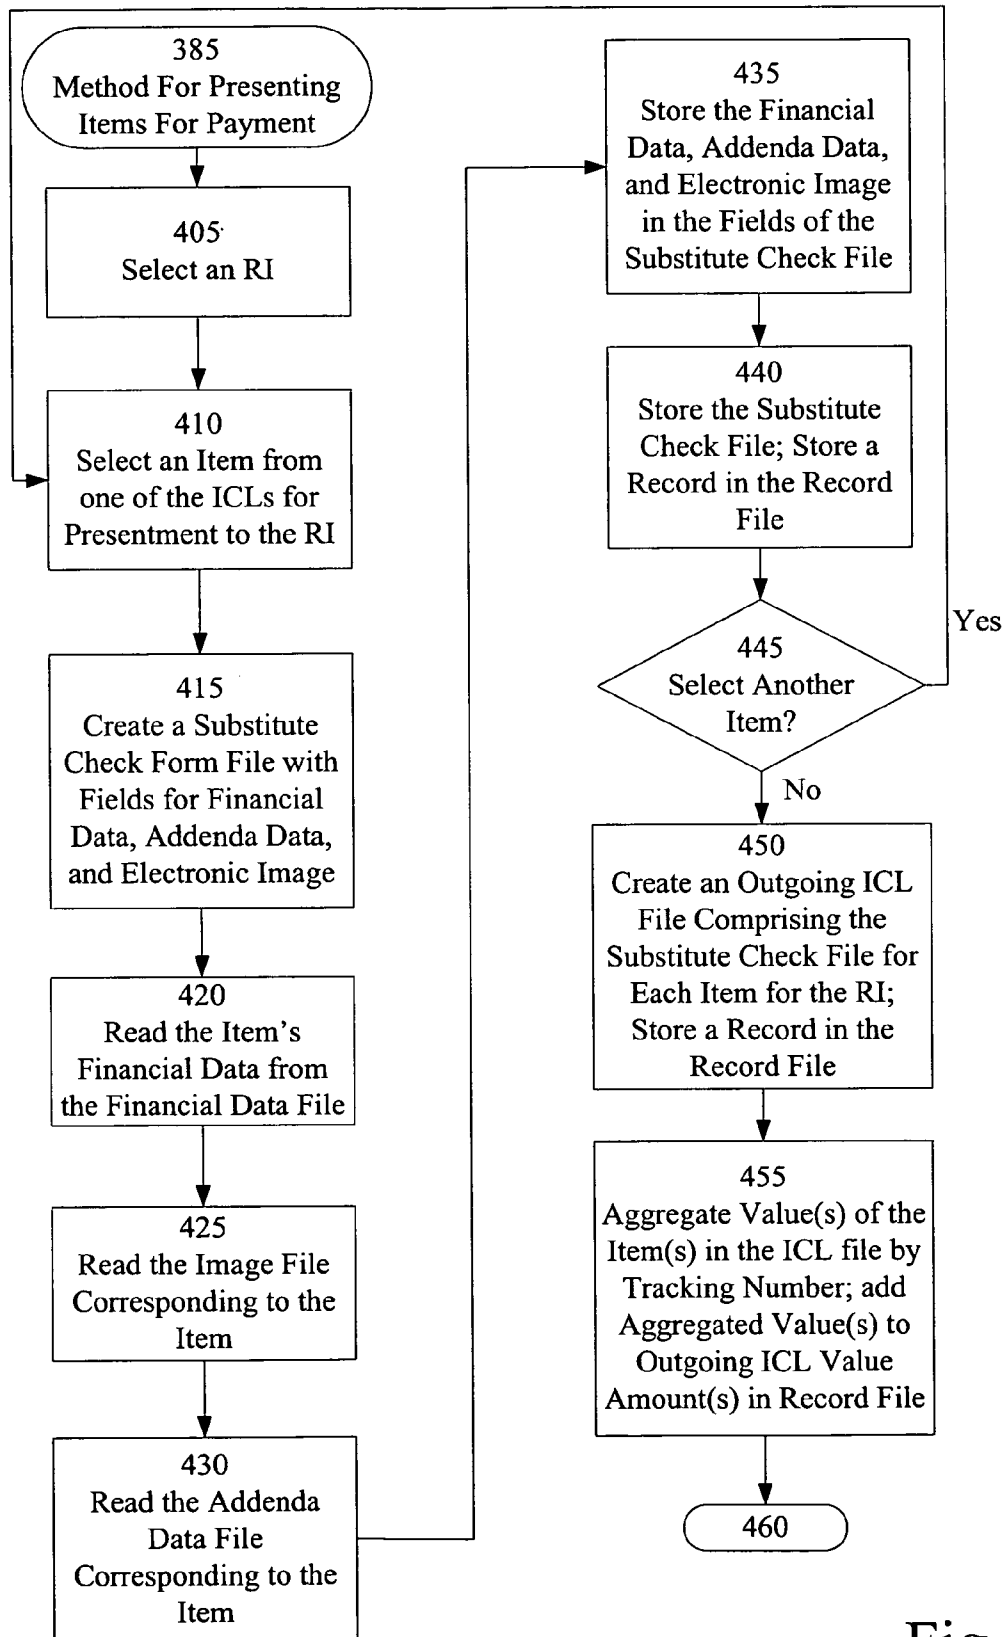 385
Method For Presenting
Items For Payment
405
Select an RI
410
Select an Item from
one of the ICLs for
Presentment to the RI
415
Create a Substitute
Check Form File with
Fields for Financial
Data, Addenda Data,
and Electronic Image
420
Read the Item's
Financial Data from
the Financial Data File
425
Read the Image File
Corresponding to the
Item
430
Read the Addenda
Data File
Corresponding to the
Item
435
Store the Financial
Data, Addenda Data,
and Electronic Image
in the Fields of the
Substitute Check File
440
Store the Substitute
Check File; Store a
Record in the Record
File
445
Select Another
Item?
Yes
No
450
Create an Outgoing ICL
File Comprising the
Substitute Check File for
Each Item for the RI;
Store a Record in the
Record File
455
Aggregate Value(s) of the
Item(s) in the ICL file by
Tracking Number; add
Aggregated Value(s) to
Outgoing ICL Value
Amount(s) in Record File
460